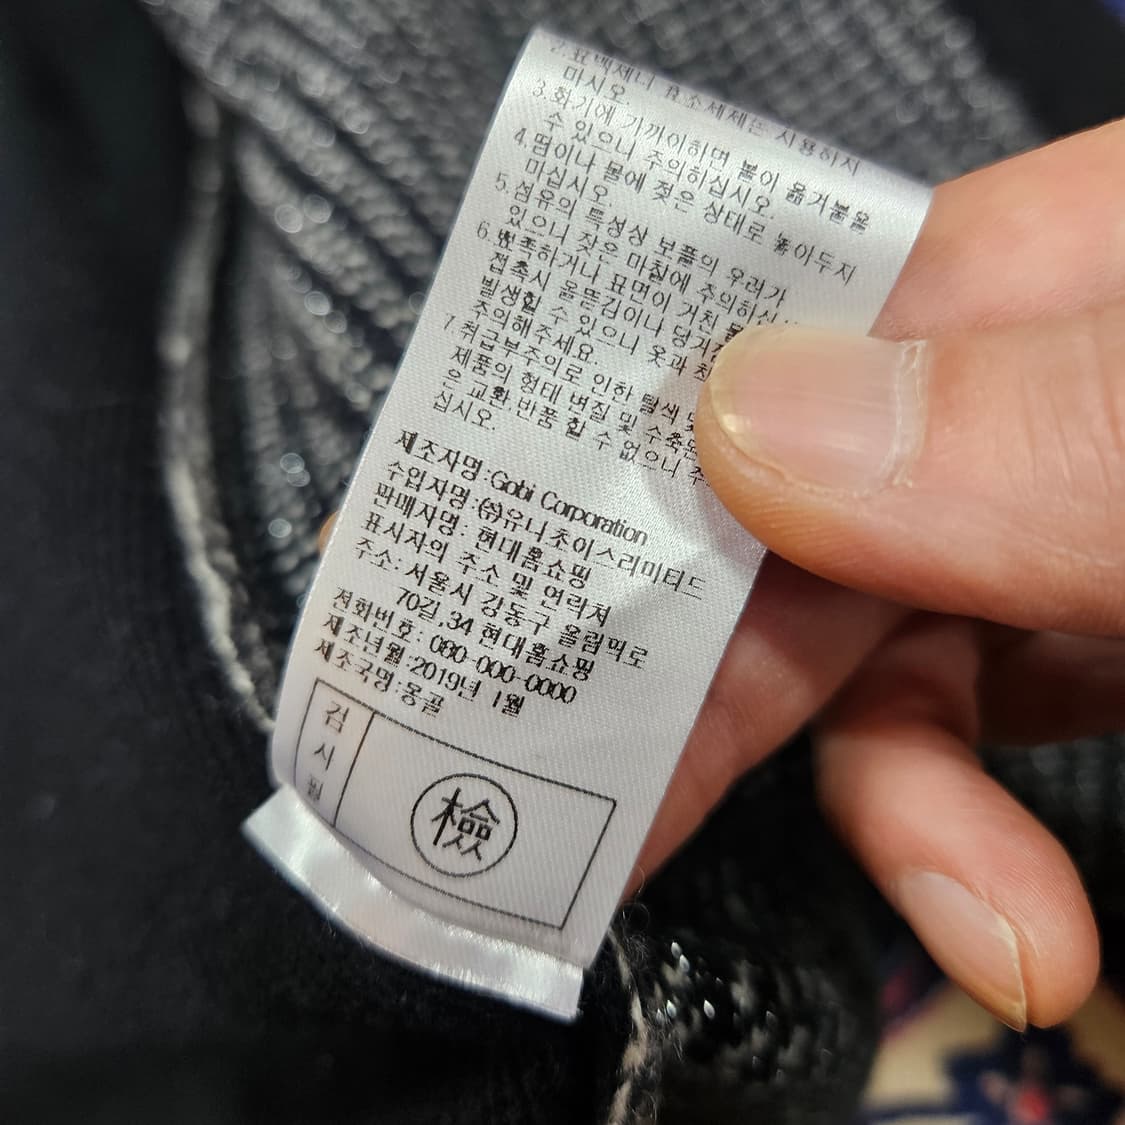 2.표백제나 효소세제는 사용하지
마시오.
3.화기에 가까이하면 불이 옮겨붙을
수 있으니 주의하십시오.
4.땀이나 물에 젖은 상태로 놓아두지
마십시오.
5.섬유의 특성상 보풀의 우려가
있으니 잦은 마찰에 주의하십시
6.뾰족하거나 표면이 거친
접촉시 올뜯김이나 당겨짐
발생할 수 있으니 옷과
주의해주세요.
7.취급부주의로 인한 탈색 및
제품의 형태 변질 및 수축된
은 교환,반품 할 수 없으니
십시오.
제조자명:Gobi Corporation
수입자명:㈜유니초이스리미티드
판매자명: 현대홈쇼핑
표시자의 주소 및 연락처
주소: 서울시 강동구 올림픽로
70길,34 현대홈쇼핑
전화번호: 080-000-0000
제조년월:2019년 1월
제조국명:몽골
검사필
檢